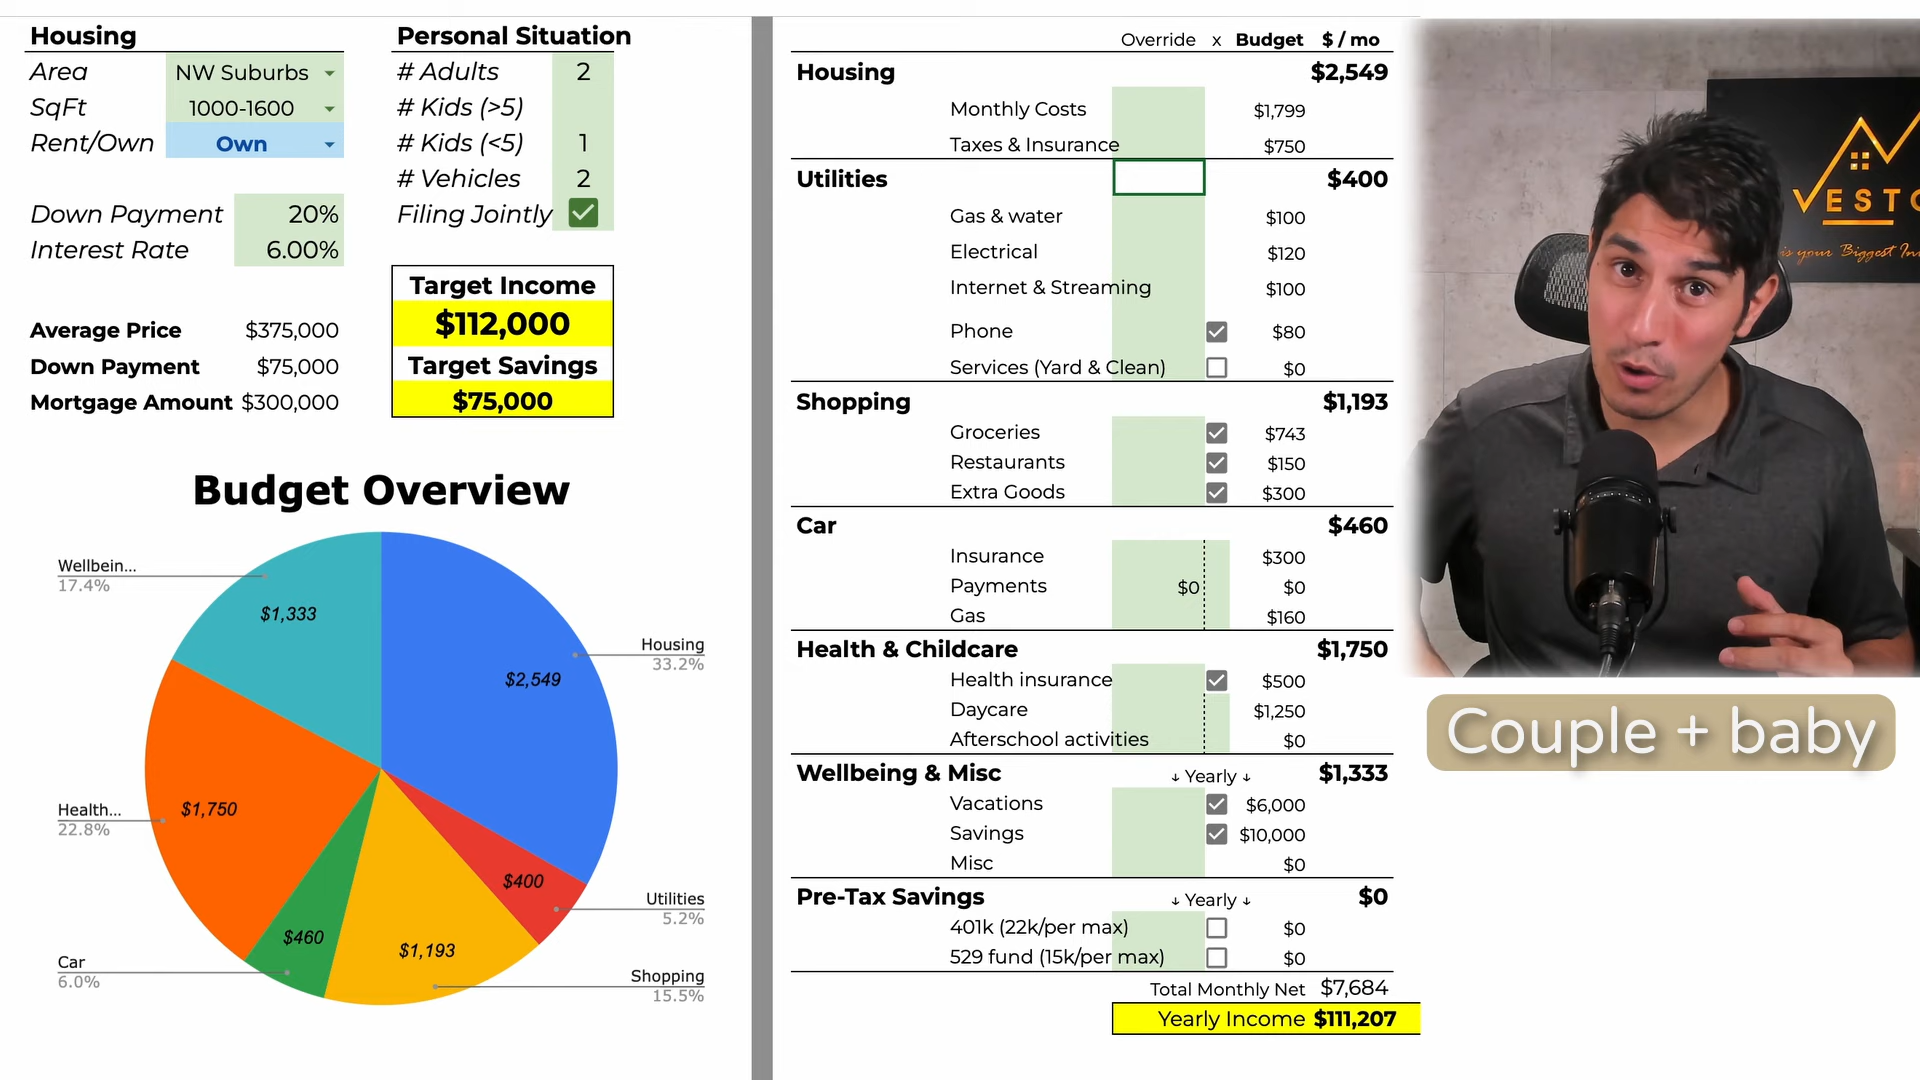 Housing
Area NW Suburbs
SqFt 1000-1600
Rent/Own Own
Down Payment 20%
Interest Rate 6.00%
Average Price $375,000
Down Payment $75,000
Mortgage Amount $300,000
Personal Situation
# Adults 2
# Kids (>5)
# Kids (<5) 1
# Vehicles 2
Filing Jointly
Target Income
$112,000
Target Savings
$75,000
Budget Overview
Wellbein...
17.4%
$1,333
Housing
33.2%
$2,549
Health...
22.8%
$1,750
$400
Utilities
5.2%
Car
6.0%
$460
$1,193
Shopping
15.5%
Override x Budget $ / mo
Housing $2,549
Monthly Costs $1,799
Taxes & Insurance $750
Utilities $400
Gas & water $100
Electrical $120
Internet & Streaming $100
Phone $80
Services (Yard & Clean) $0
Shopping $1,193
Groceries $743
Restaurants $150
Extra Goods $300
Car $460
Insurance $300
Payments $0 $0
Gas $160
Health & Childcare $1,750
Health insurance $500
Daycare $1,250
Afterschool activities $0
Wellbeing & Misc ↓ Yearly ↓ $1,333
Vacations $6,000
Savings $10,000
Misc $0
Pre-Tax Savings ↓ Yearly ↓ $0
401k (22k/per max) $0
529 fund (15k/per max) $0
Total Monthly Net $7,684
Yearly Income $111,207
is your Biggest
Couple + baby